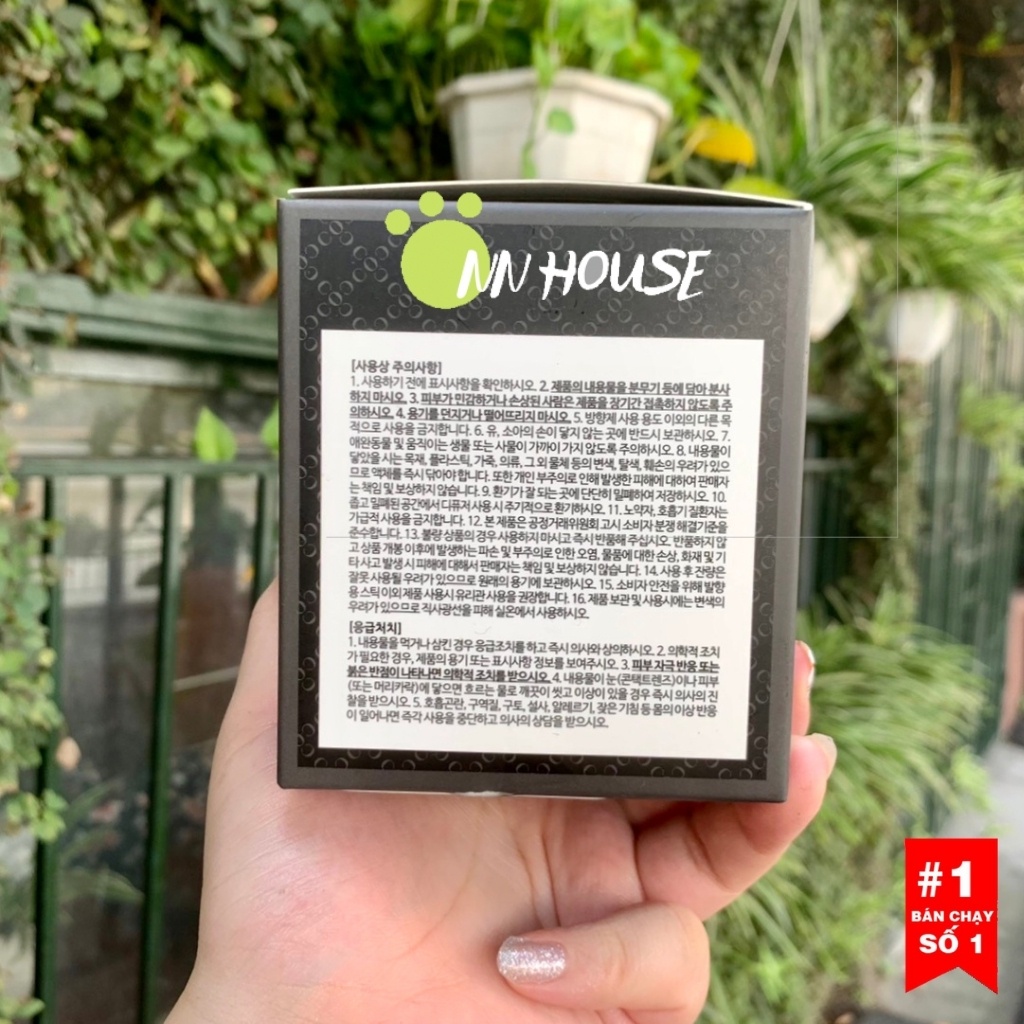 NN HOUSE
[사용상 주의사항]
1. 사용하기 전에 표시사항을 확인하시오. 2. 제품의 내용물을 분무기 등에 담아 분사
하지 마시오. 3. 피부가 민감하거나 손상된 사람은 제품을 장기간 접촉하지 않도록 주
의하시오. 4. 용기를 던지거나 떨어뜨리지 마시오. 5. 방향제 사용 용도 이외의 다른 목
적으로 사용을 금지합니다. 6. 유, 소아의 손이 닿지 않는 곳에 반드시 보관하시오. 7.
애완동물 및 움직이는 생물 또는 사물이 가까이 가지 않도록 주의하시오. 8. 내용물이
닿았을 시는 목재, 플라스틱, 가죽, 의류, 그 외 물체 등의 변색, 탈색, 훼손의 우려가 있으
므로 액체를 즉시 닦아야 합니다. 또한 개인 부주의로 인해 발생한 피해에 대하여 판매자
는 책임 및 보상하지 않습니다. 9. 환기가 잘 되는 곳에 단단히 밀폐하여 저장하시오. 10.
좁고 밀폐된 공간에서 디퓨저 사용 시 주기적으로 환기하시오. 11. 노약자, 호흡기 질환자는
가급적 사용을 금지합니다. 12. 본 제품은 공정거래위원회 고시 소비자 분쟁 해결기준을
준수합니다. 13. 불량 상품의 경우 사용하지 마시고 즉시 반품해 주십시오. 반품하지 않
고 상품 개봉 이후에 발생하는 파손 및 부주의로 인한 오염, 물품에 대한 손상, 화재 및 기
타 사고 발생 시 피해에 대해서 판매자는 책임 및 보상하지 않습니다. 14. 사용 후 잔량은
잘못 사용될 우려가 있으므로 원래의 용기에 보관하시오. 15. 소비자 안전을 위해 발향
용 스틱 이외 제품 사용시 유리관 사용을 권장합니다. 16. 제품 보관 및 사용시에는 변색의
우려가 있으므로 직사광선을 피해 실온에서 사용하시오.
[응급처치]
1. 내용물을 먹거나 삼킨 경우 응급조치를 하고 즉시 의사와 상의하시오. 2. 의학적 조치
가 필요한 경우, 제품의 용기 또는 표시사항 정보를 보여주시오. 3. 피부 자극 반응 또는
붉은 반점이 나타나면 의학적 조치를 받으시오. 4. 내용물이 눈(콘택트렌즈)이나 피부
(또는 머리카락)에 닿으면 흐르는 물로 깨끗이 씻고 이상이 있을 경우 즉시 의사의 진
찰을 받으시오. 5. 호흡곤란, 구역질, 구토, 설사, 알레르기, 잦은 기침 등 몸의 이상 반응
이 일어나면 즉각 사용을 중단하고 의사의 상담을 받으시오.
#1
BÁN CHẠY
SỐ 1